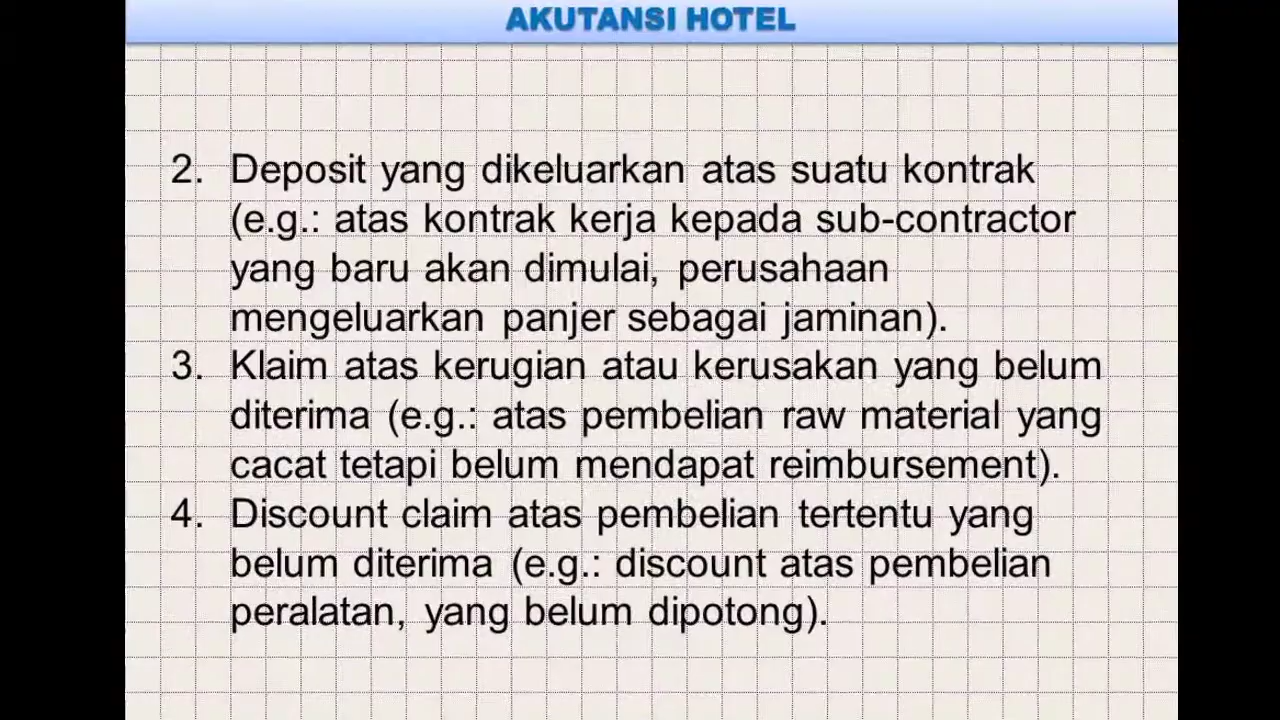 AKUTANSI HOTEL
2. Deposit yang dikeluarkan atas suatu kontrak
(e.g.: atas kontrak kerja kepada sub-contractor
yang baru akan dimulai, perusahaan
mengeluarkan panjer sebagai jaminan).
3. Klaim atas kerugian atau kerusakan yang belum
diterima (e.g.: atas pembelian raw material yang
cacat tetapi belum mendapat reimbursement).
4. Discount claim atas pembelian tertentu yang
belum diterima (e.g.: discount atas pembelian
peralatan, yang belum dipotong).